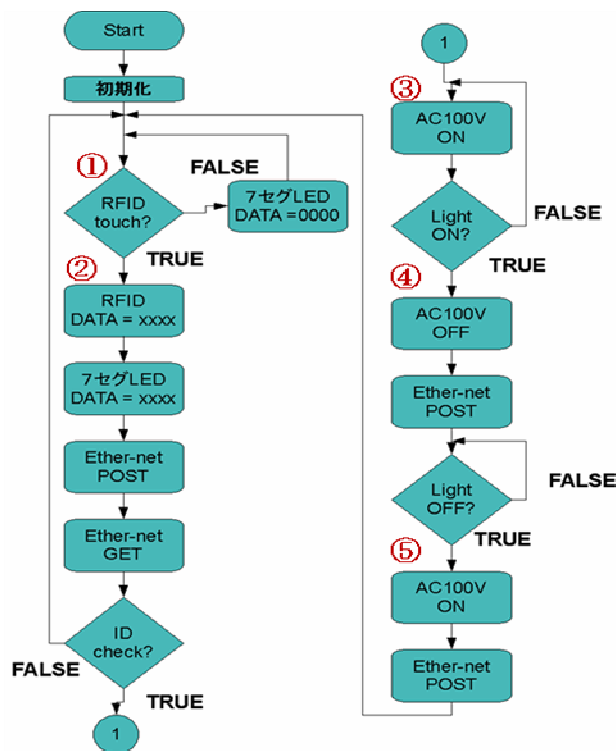 Start
初期化
①
RFID
touch?
FALSE
7セグLED
DATA =0000
TRUE
②
RFID
DATA = xxxx
7セグLED
DATA = xxxx
Ether-net
POST
Ether-net
GET
ID
check?
FALSE
TRUE
1
1
③
AC100V
ON
Light
ON?
FALSE
TRUE
④
AC100V
OFF
Ether-net
POST
Light
OFF?
FALSE
TRUE
⑤
AC100V
ON
Ether-net
POST